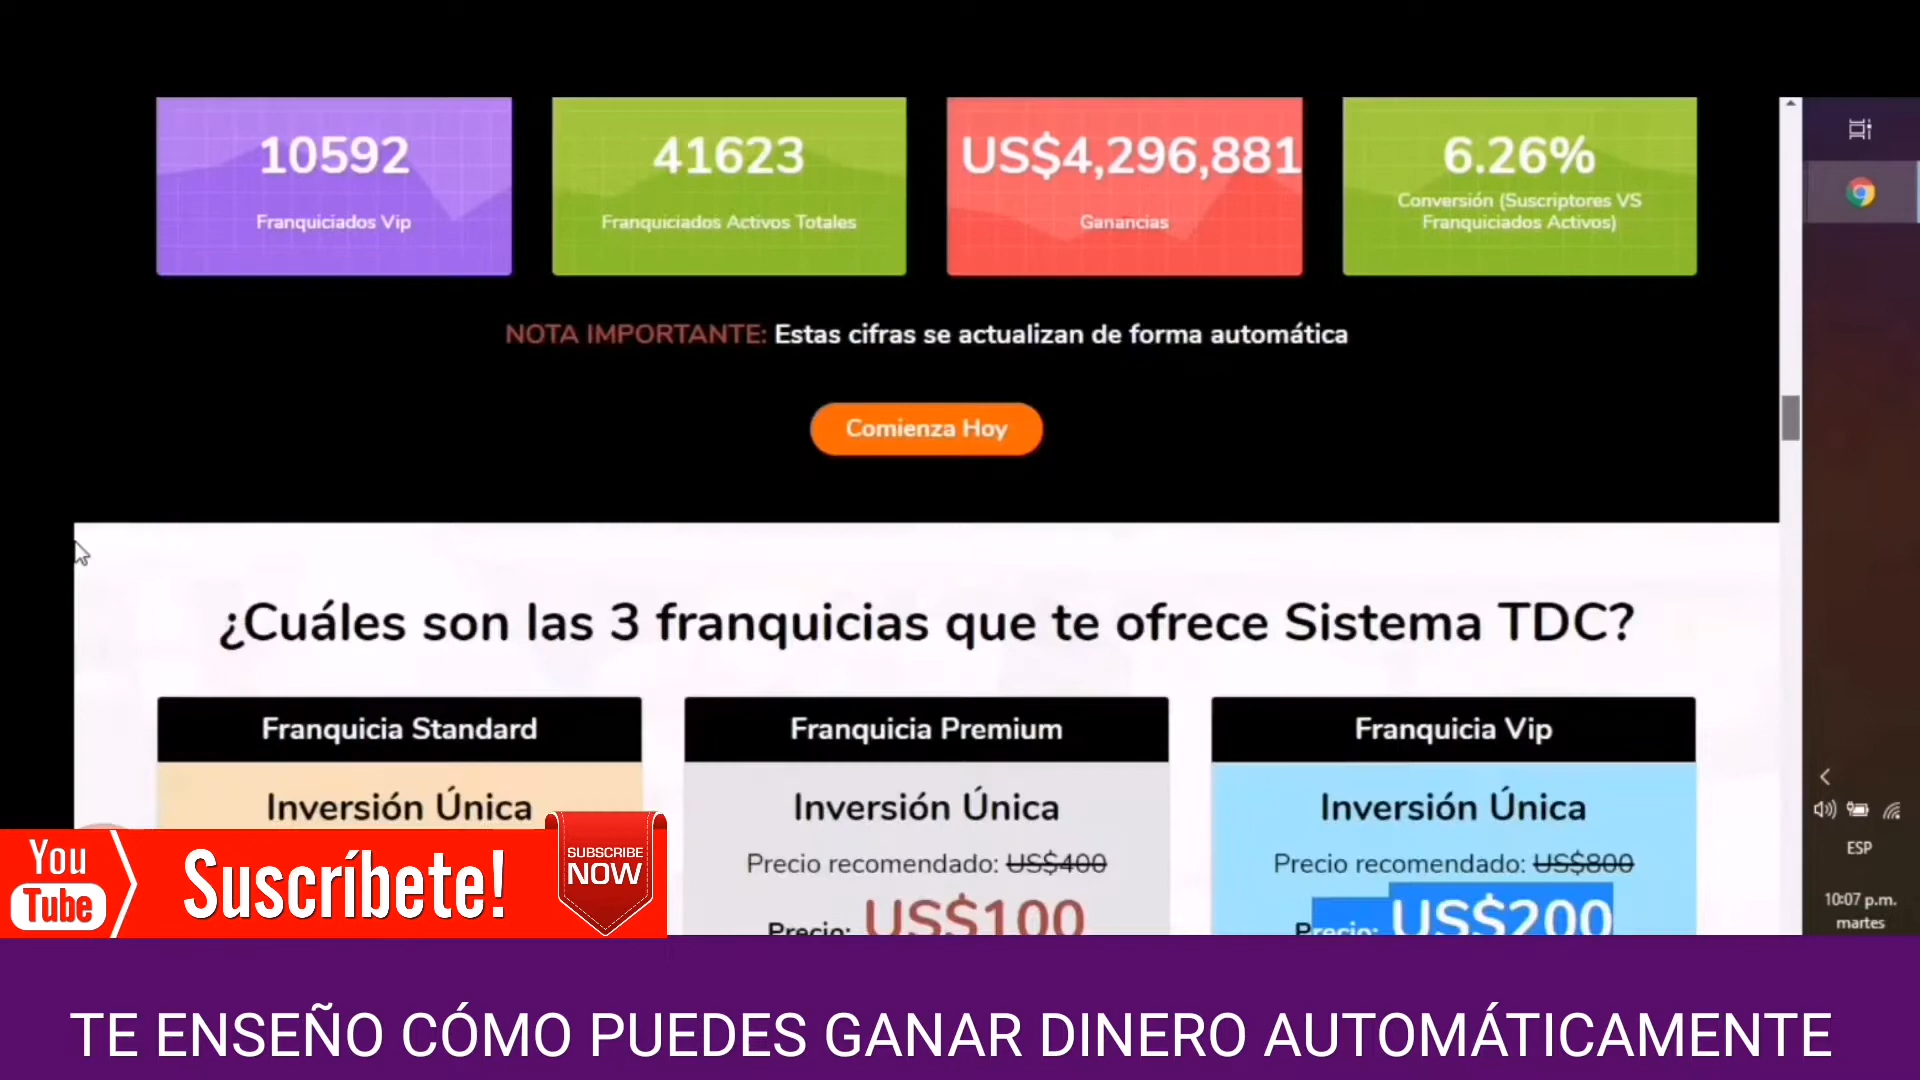 10592
Franquiciados Vip
41623
Franquiciados Activos Totales
US$4,296,881
Ganancias
6.26%
Conversión (Suscriptores VS
Franquiciados Activos)
NOTA IMPORTANTE: Estas cifras se actualizan de forma automática
Comienza Hoy
¿Cuáles son las 3 franquicias que te ofrece Sistema TDC?
Franquicia Standard
Inversión Única
Franquicia Premium
Inversión Única
Precio recomendado: US$400
Precio: US$100
Franquicia Vip
Inversión Única
Precio recomendado: US$800
Precio: US$200
You
Tube
Suscríbete!
SUBSCRIBE
NOW
ESP
10:07 p.m.
martes
TE ENSEÑO CÓMO PUEDES GANAR DINERO AUTOMÁTICAMENTE